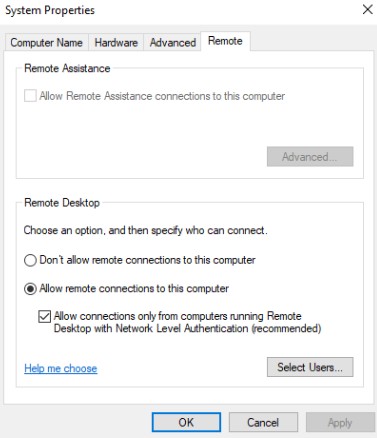 System Properties
Computer Name
Hardware
Advanced
Remote
Remote Assistance
Allow Remote Assistance connections to this computer
Advanced...
Remote Desktop
Choose an option, and then specify who can connect.
Don't allow remote connections to this computer
Allow remote connections to this computer
Allow connections only from computers running Remote
Desktop with Network Level Authentication (recommended)
Help me choose
Select Users...
OK
Cancel
Apply